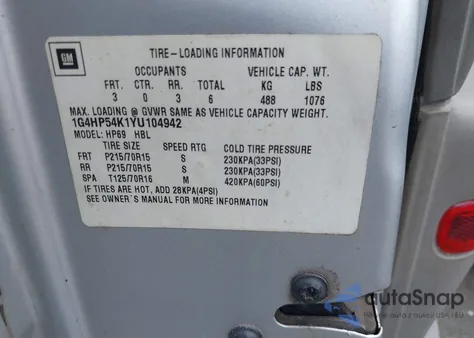 GM
TIRE-LOADING INFORMATION
OCCUPANTS VEHICLE CAP. WT.
FRT. CTR. RR. TOTAL KG LBS
3 0 3 6 488 1076
MAX. LOADING @ GVWR SAME AS VEHICLE CAPACITY WEIGHT.
1G4HP54K1YU104942
MODEL: HP69 HBL
TIRE SIZE SPEED RTG COLD TIRE PRESSURE
FRT P215/70R15 S 230KPA(33PSI)
RR P215/70R15 S 230KPA(33PSI)
SPA T125/70R16 M 420KPA(60PSI)
IF TIRES ARE HOT, ADD 28KPA(4PSI)
SEE OWNER'S MANUAL FOR MORE INFORMATION
autoSnap